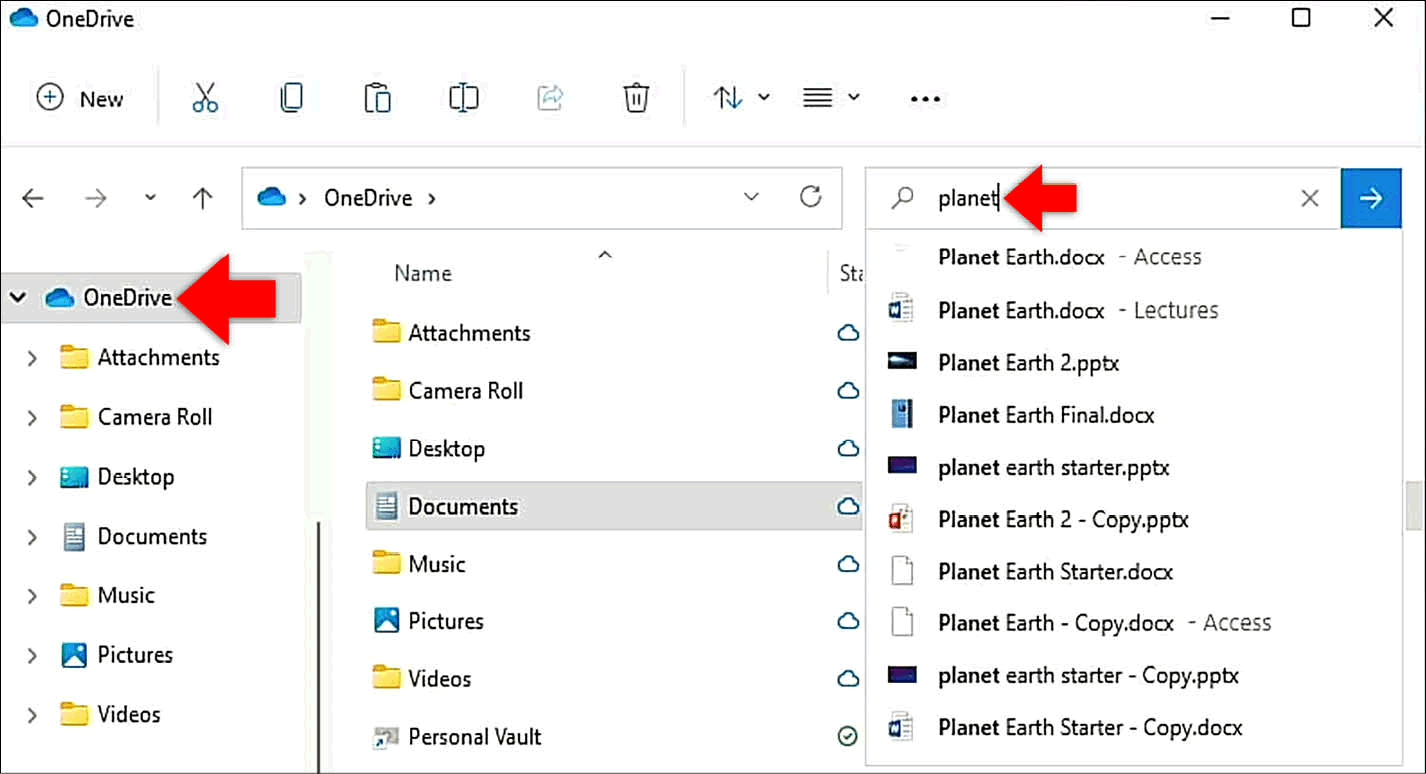 OneDrive
New
OneDrive
planet
OneDrive
Attachments
Camera Roll
Desktop
Documents
Music
Pictures
Videos
Name
Sta
Attachments
Camera Roll
Desktop
Documents
Music
Pictures
Videos
Personal Vault
Planet Earth.docx - Access
Planet Earth.docx - Lectures
Planet Earth 2.pptx
Planet Earth Final.docx
planet earth starter.pptx
Planet Earth 2 - Copy.pptx
Planet Earth Starter.docx
Planet Earth - Copy.docx - Access
planet earth starter - Copy.pptx
Planet Earth Starter - Copy.docx